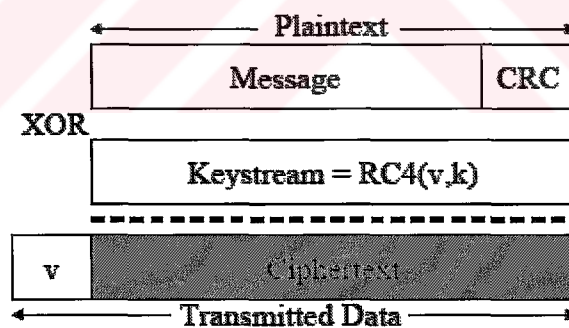 Plaintext
Message CRC
XOR
Keystream = RC4(v,k)
v Ciphertext
Transmitted Data